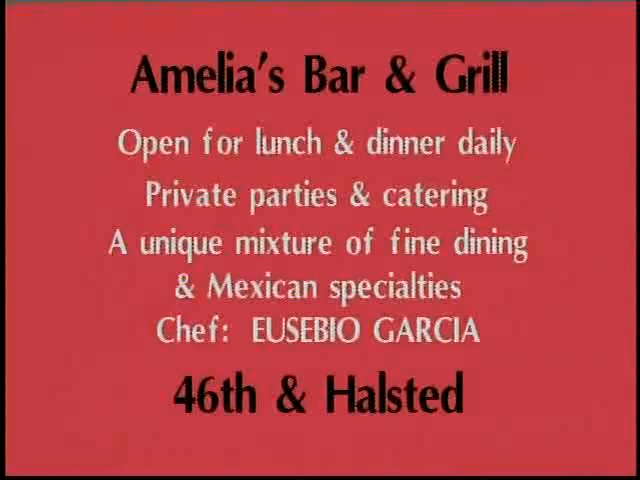 Amelia's Bar & Grill
Open for lunch & dinner daily
Private parties & catering
A unique mixture of fine dining
& Mexican specialties
Chef: EUSEBIO GARCIA
46th & Halsted